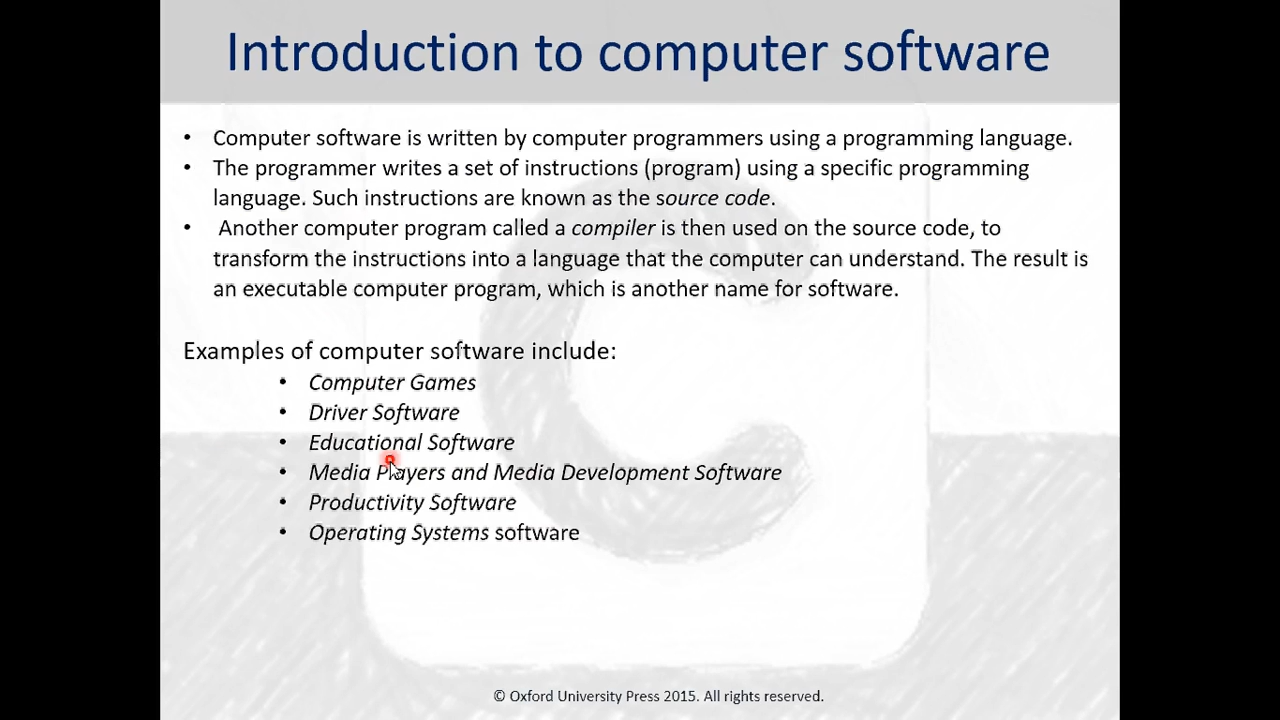 Introduction to computer software
• Computer software is written by computer programmers using a programming language.
• The programmer writes a set of instructions (program) using a specific programming
language. Such instructions are known as the source code.
• Another computer program called a compiler is then used on the source code, to
transform the instructions into a language that the computer can understand. The result is
an executable computer program, which is another name for software.
Examples of computer software include:
• Computer Games
• Driver Software
• Educational Software
• Media Players and Media Development Software
• Productivity Software
• Operating Systems software
© Oxford University Press 2015. All rights reserved.